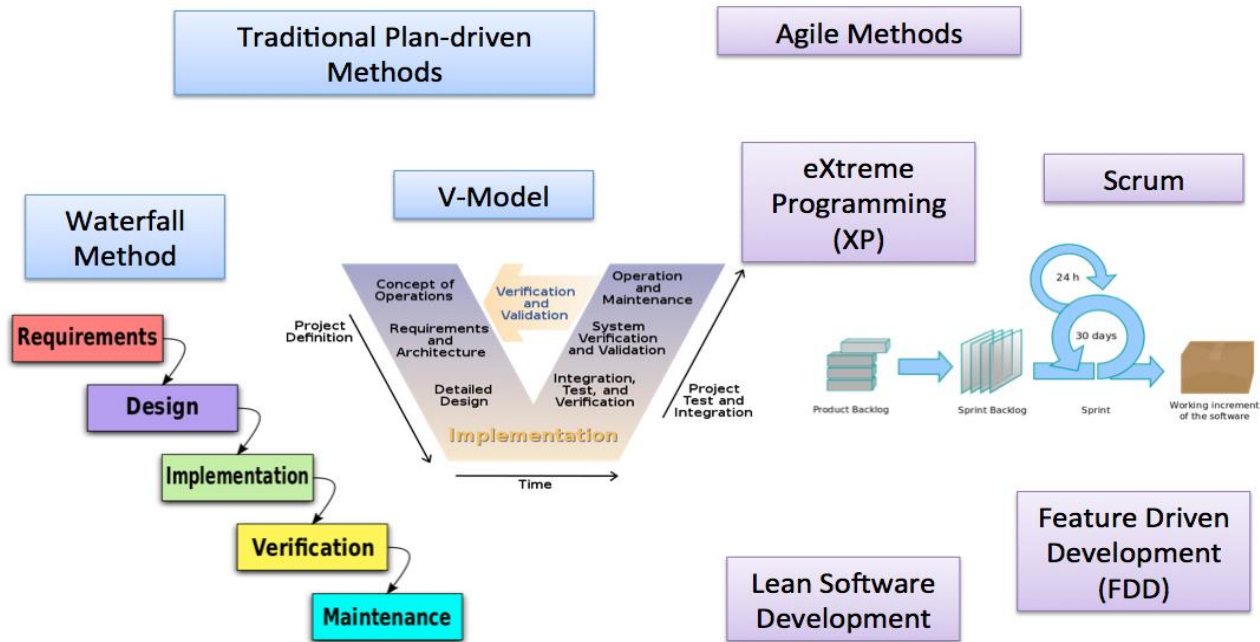 Traditional Plan-driven
Methods
Agile Methods
Waterfall
Method
Requirements
Design
Implementation
Verification
Maintenance
V-Model
Concept of
Operations
Requirements
and
Architecture
Detailed
Design
Verification
and
Validation
Operation
and
Maintenance
System
Verification
and Validation
Integration,
Test, and
Verification
Implementation
Project
Definition
Project
Test and
Integration
Time
eXtreme
Programming
(XP)
Scrum
24 h
30 days
Product Backlog
Sprint Backlog
Sprint
Working increment
of the software
Lean Software
Development
Feature Driven
Development
(FDD)